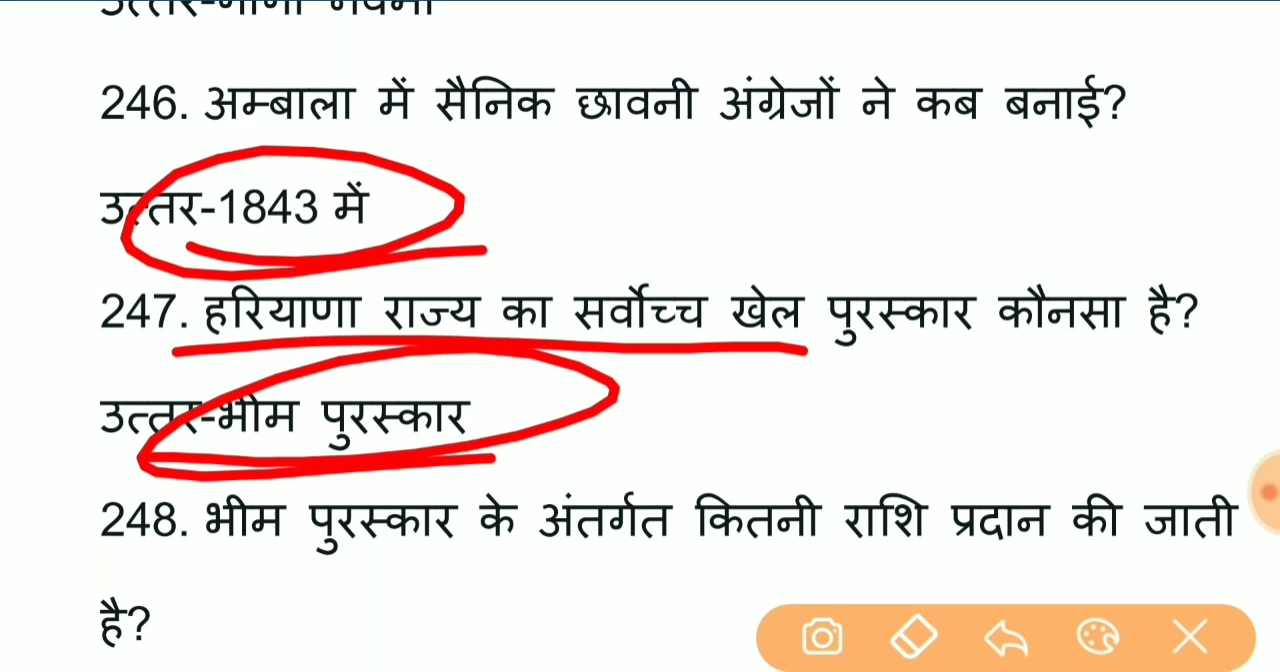 246. अम्बाला में सैनिक छावनी अंग्रेजों ने कब बनाई?
उत्तर-1843 में
247. हरियाणा राज्य का सर्वोच्च खेल पुरस्कार कौनसा है?
उत्तर-भीम पुरस्कार
248. भीम पुरस्कार के अंतर्गत कितनी राशि प्रदान की जाती
है?